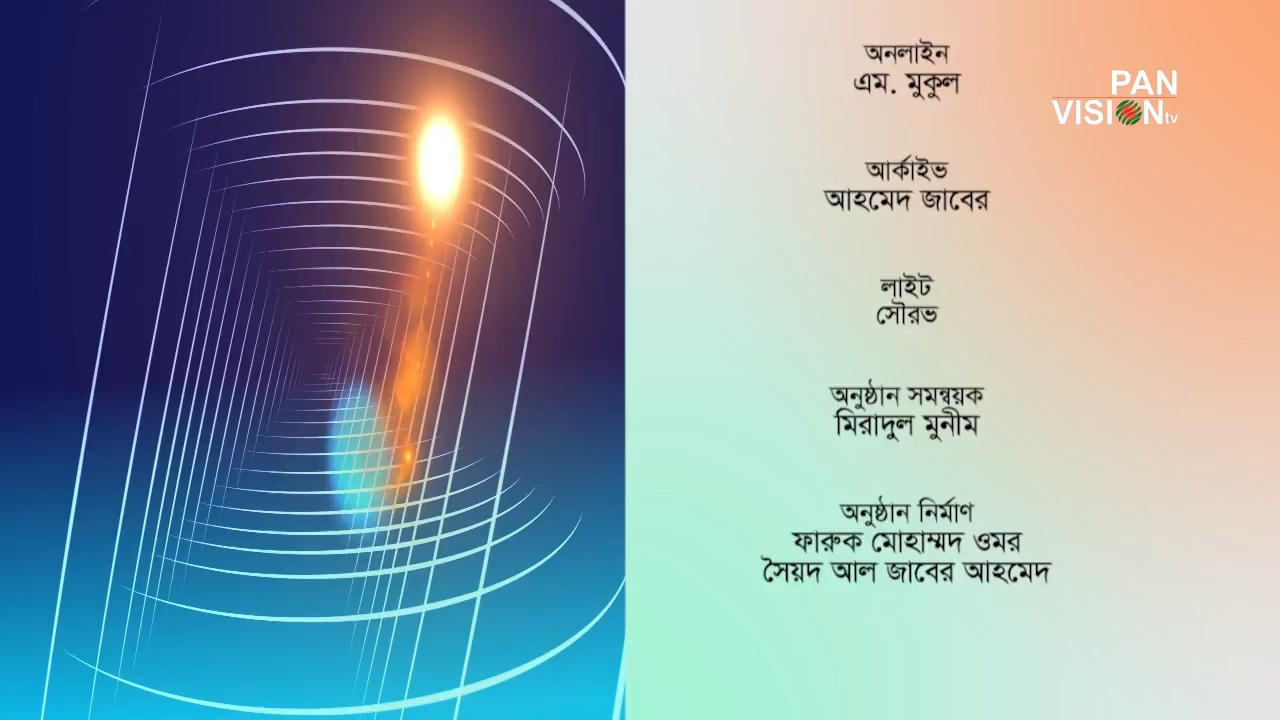 অনলাইন
এম. মুকুল
PAN
VISION tv
আর্কাইভ
আহমেদ জাবের
লাইট
সৌরভ
অনুষ্ঠান সমন্বয়ক
মিরাদুল মুনীম
অনুষ্ঠান নির্মাণ
ফারুক মোহাম্মদ ওমর
সৈয়দ আল জাবের আহমেদ